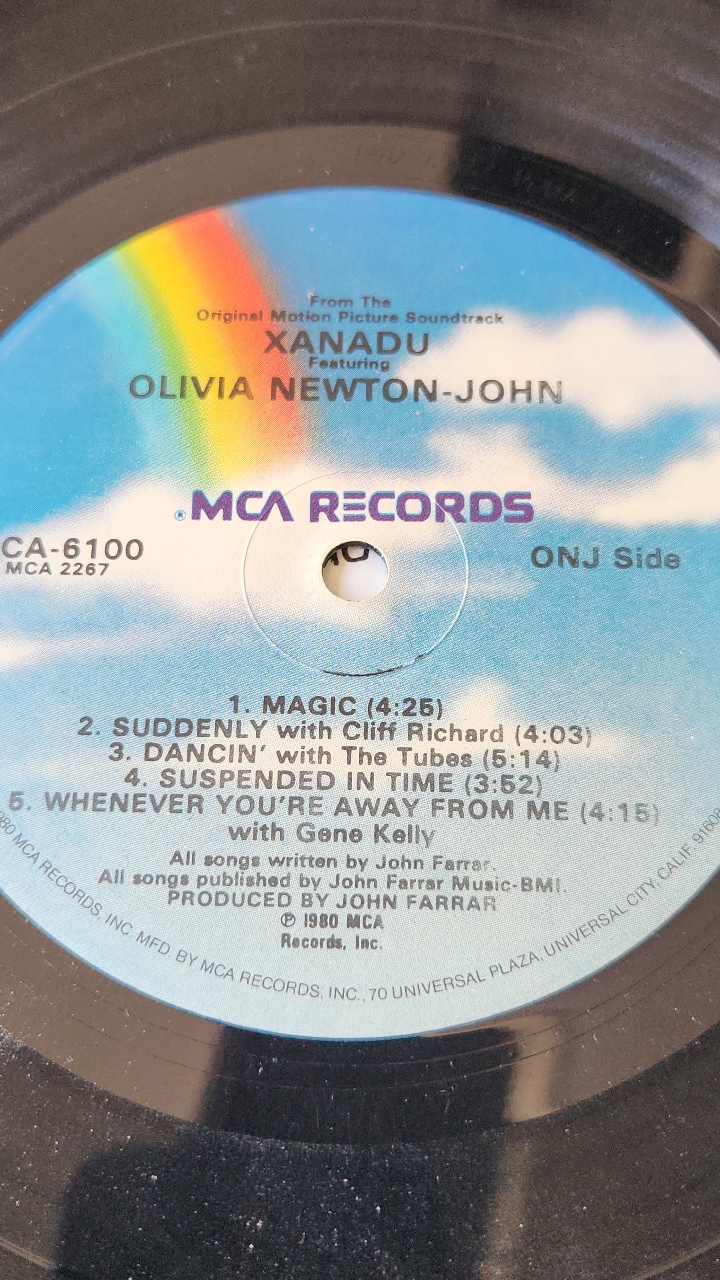 From The
Original Motion Picture Soundtrack
XANADU
Featuring
OLIVIA NEWTON-JOHN
®MCA RECORDS
CA-6100
MCA 2267
ONJ Side
1. MAGIC (4:25)
2. SUDDENLY with Cliff Richard (4:03)
3. DANCIN' with The Tubes (5:14)
4. SUSPENDED IN TIME (3:52)
5. WHENEVER YOU'RE AWAY FROM ME (4:15)
with Gene Kelly
All songs written by John Farrar.
All songs published by John Farrar Music-BMI.
PRODUCED BY JOHN FARRAR
℗ 1980 MCA
Records, Inc.
980 MCA RECORDS, INC. MFD. BY MCA RECORDS, INC., 70 UNIVERSAL PLAZA, UNIVERSAL CITY, CALIF. 91608